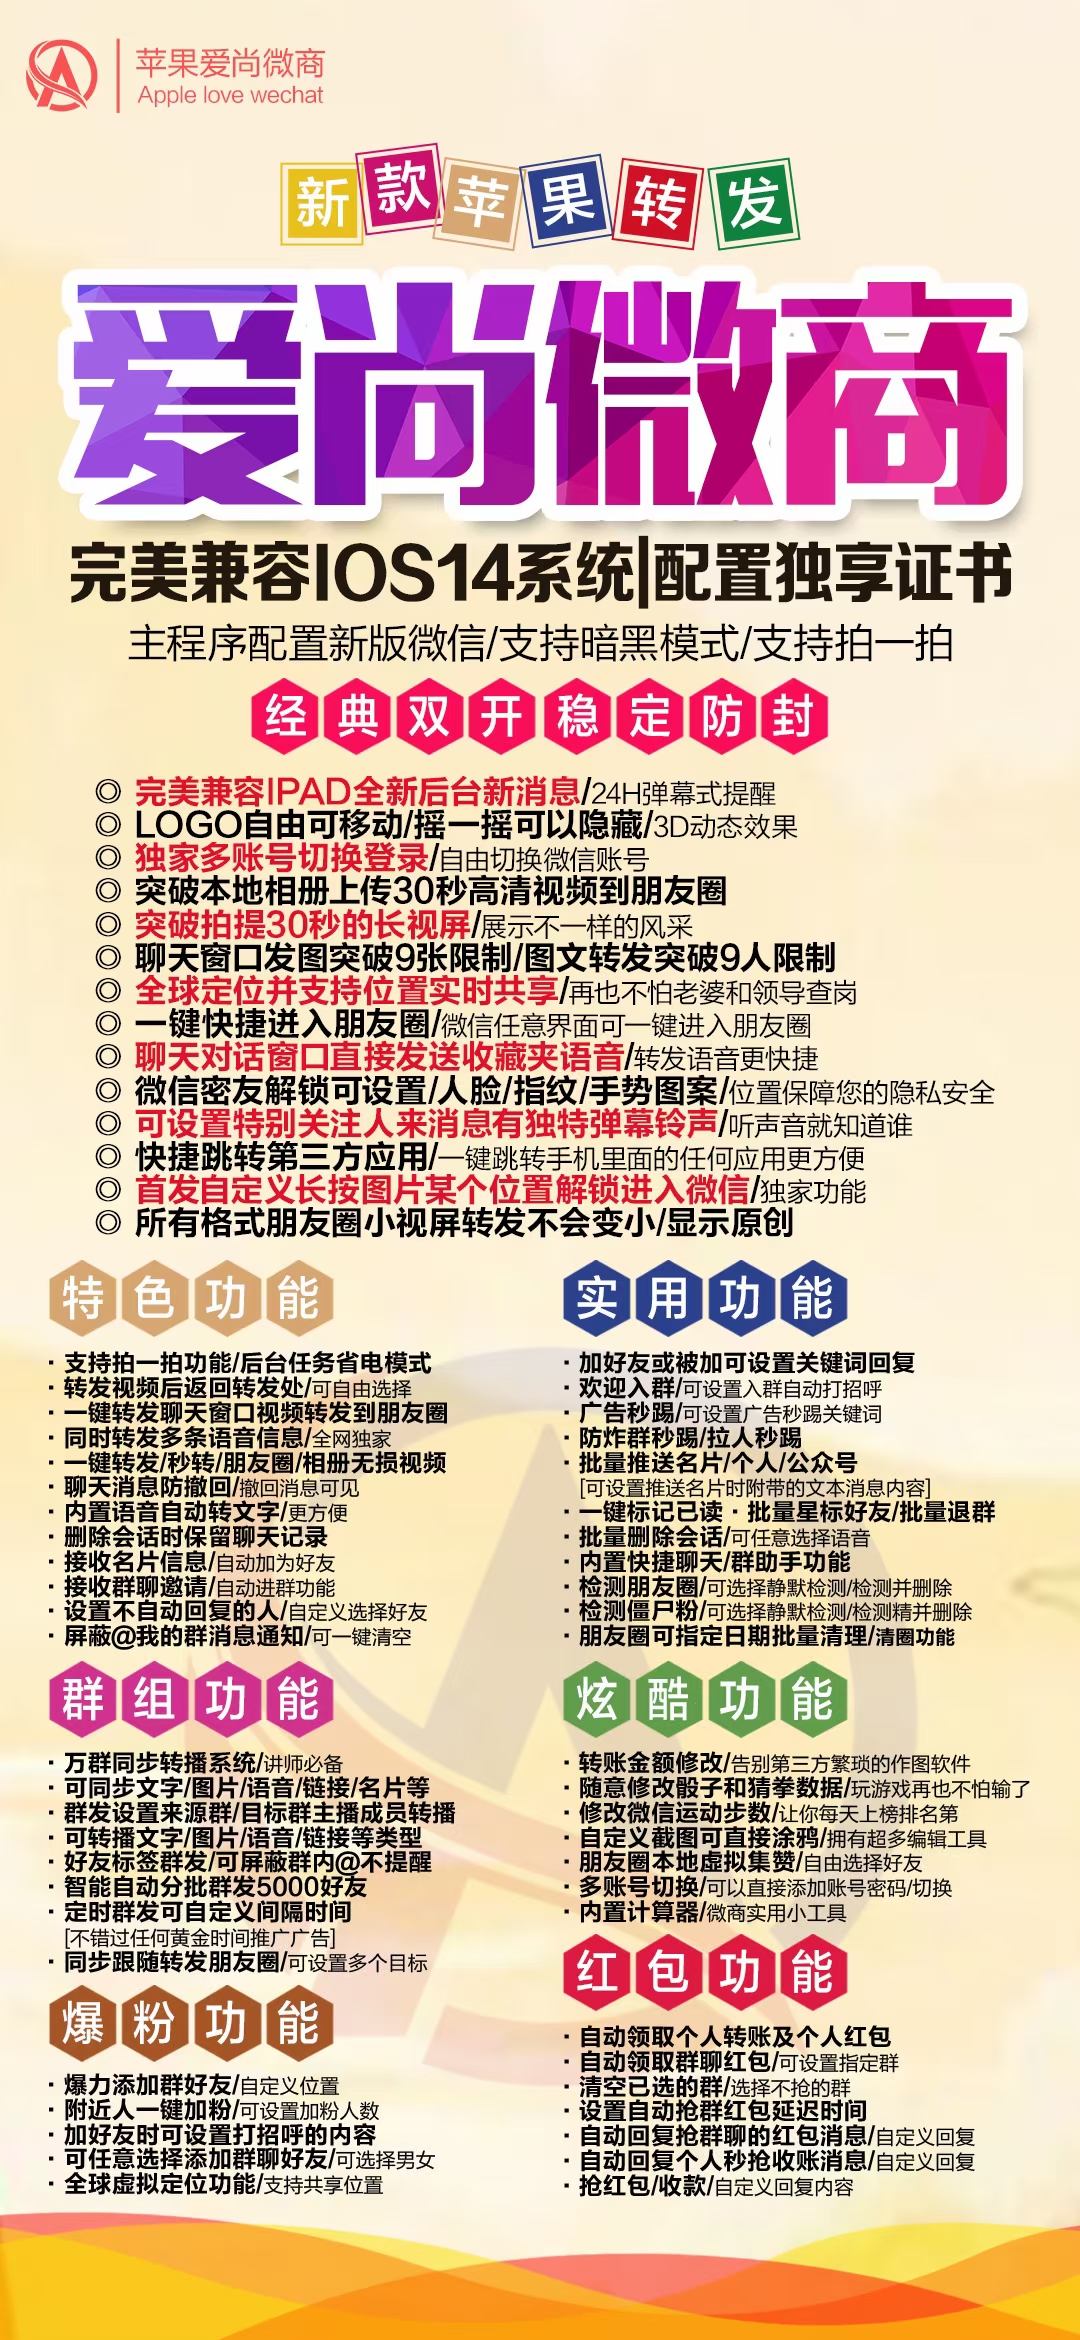 苹果爱尚微商
Apple love wechat
新款苹果转发
爱尚微商
完美兼容IOS14系统|配置独享证书
主程序配置新版微信/支持暗黑模式/支持拍一拍
经典双开稳定防封
◎ 完美兼容IPAD全新后台新消息/24H弹幕式提醒
◎ LOGO自由可移动/摇一摇可以隐藏/3D动态效果
◎ 独家多账号切换登录/自由切换微信账号
◎ 突破本地相册上传30秒高清视频到朋友圈
◎ 突破拍提30秒的长视屏/展示不一样的风采
◎ 聊天窗口发图突破9张限制/图文转发突破9人限制
◎ 全球定位并支持位置实时共享/再也不怕老婆和领导查岗
◎ 一键快捷进入朋友圈/微信任意界面可一键进入朋友圈
◎ 聊天对话窗口直接发送收藏夹语音/转发语音更快捷
◎ 微信密友解锁可设置/人脸/指纹/手势图案/位置保障您的隐私安全
◎ 可设置特别关注人来消息有独特弹幕铃声/听声音就知道谁
◎ 快捷跳转第三方应用/一键跳转手机里面的任何应用更方便
◎ 首发自定义长按图片某个位置解锁进入微信/独家功能
◎ 所有格式朋友圈小视屏转发不会变小/显示原创
特色功能
· 支持拍一拍功能/后台任务省电模式
· 转发视频后返回转发处/可自由选择
· 一键转发聊天窗口视频转发到朋友圈
· 同时转发多条语音信息/全网独家
· 一键转发/秒转/朋友圈/相册无损视频
· 聊天消息防撤回/撤回消息可见
· 内置语音自动转文字/更方便
· 删除会话时保留聊天记录
· 接收名片信息/自动加为好友
· 接收群聊邀请/自动进群功能
· 设置不自动回复的人/自定义选择好友
· 屏蔽@我的群消息通知/可一键清空
实用功能
· 加好友或被加可设置关键词回复
· 欢迎入群/可设置入群自动打招呼
· 广告秒踢/可设置广告秒踢关键词
· 防炸群秒踢/拉人秒踢
· 批量推送名片/个人/公众号
[可设置推送名片时附带的文本消息内容]
· 一键标记已读 · 批量星标好友/批量退群
· 批量删除会话/可任意选择语音
· 内置快捷聊天/群助手功能
· 检测朋友圈/可选择静默检测/检测并删除
· 检测僵尸粉/可选择静默检测/检测精并删除
· 朋友圈可指定日期批量清理/清圈功能
群组功能
· 万群同步转播系统/讲师必备
· 可同步文字/图片/语音/链接/名片等
· 群发设置来源群/目标群主播成员转播
· 可转播文字/图片/语音/链接等类型
· 好友标签群发/可屏蔽群内@不提醒
· 智能自动分批群发5000好友
· 定时群发可自定义间隔时间
[不错过任何黄金时间推广广告]
· 同步跟随转发朋友圈/可设置多个目标
炫酷功能
· 转账金额修改/告别第三方繁琐的作图软件
· 随意修改骰子和猜拳数据/玩游戏再也不怕输了
· 修改微信运动步数/让你每天上榜排名第
· 自定义截图可直接涂鸦/拥有超多编辑工具
· 朋友圈本地虚拟集赞/自由选择好友
· 多账号切换/可以直接添加账号密码/切换
· 内置计算器/微商实用小工具
爆粉功能
· 爆力添加群好友/自定义位置
· 附近人一键加粉/可设置加粉人数
· 加好友时可设置打招呼的内容
· 可任意选择添加群聊好友/可选择男女
· 全球虚拟定位功能/支持共享位置
红包功能
· 自动领取个人转账及个人红包
· 自动领取群聊红包/可设置指定群
· 清空已选的群/选择不抢的群
· 设置自动抢群红包延迟时间
· 自动回复抢群聊的红包消息/自定义回复
· 自动回复个人秒抢收账消息/自定义回复
· 抢红包/收款/自定义回复内容